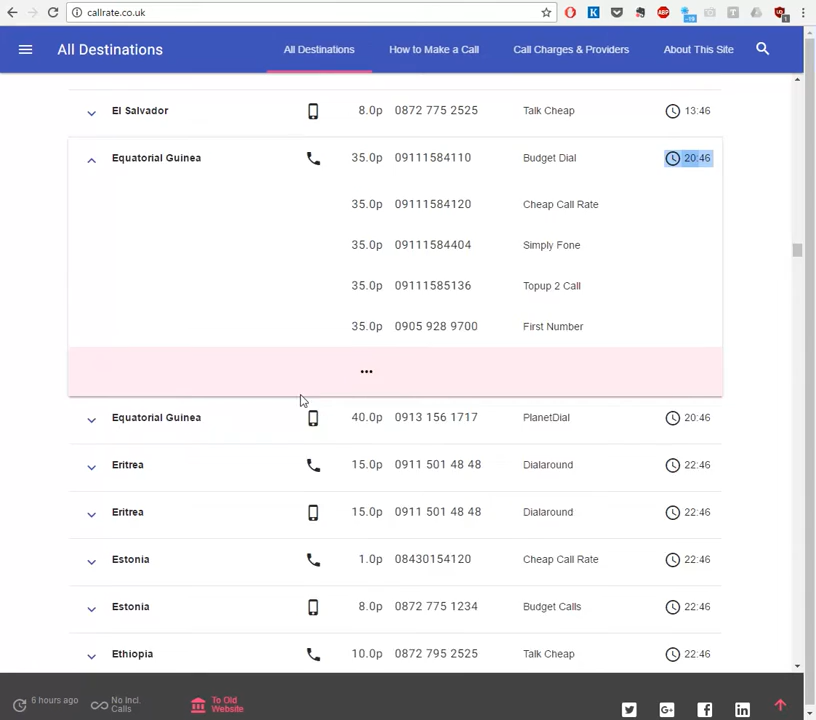 callrate.co.uk
All Destinations
All Destinations How to Make a Call Call Charges & Providers About This Site
El Salvador 8.0p 0872 775 2525 Talk Cheap 13:46
Equatorial Guinea 35.0p 09111584110 Budget Dial 20:46
35.0p 09111584120 Cheap Call Rate
35.0p 09111584404 Simply Fone
35.0p 09111585136 Topup 2 Call
35.0p 0905 928 9700 First Number
...
Equatorial Guinea 40.0p 0913 156 1717 PlanetDial 20:46
Eritrea 15.0p 0911 501 48 48 Dialaround 22:46
Eritrea 15.0p 0911 501 48 48 Dialaround 22:46
Estonia 1.0p 08430154120 Cheap Call Rate 22:46
Estonia 8.0p 0872 775 1234 Budget Calls 22:46
Ethiopia 10.0p 0872 795 2525 Talk Cheap 22:46
6 hours ago
No Incl. Calls
To Old Website